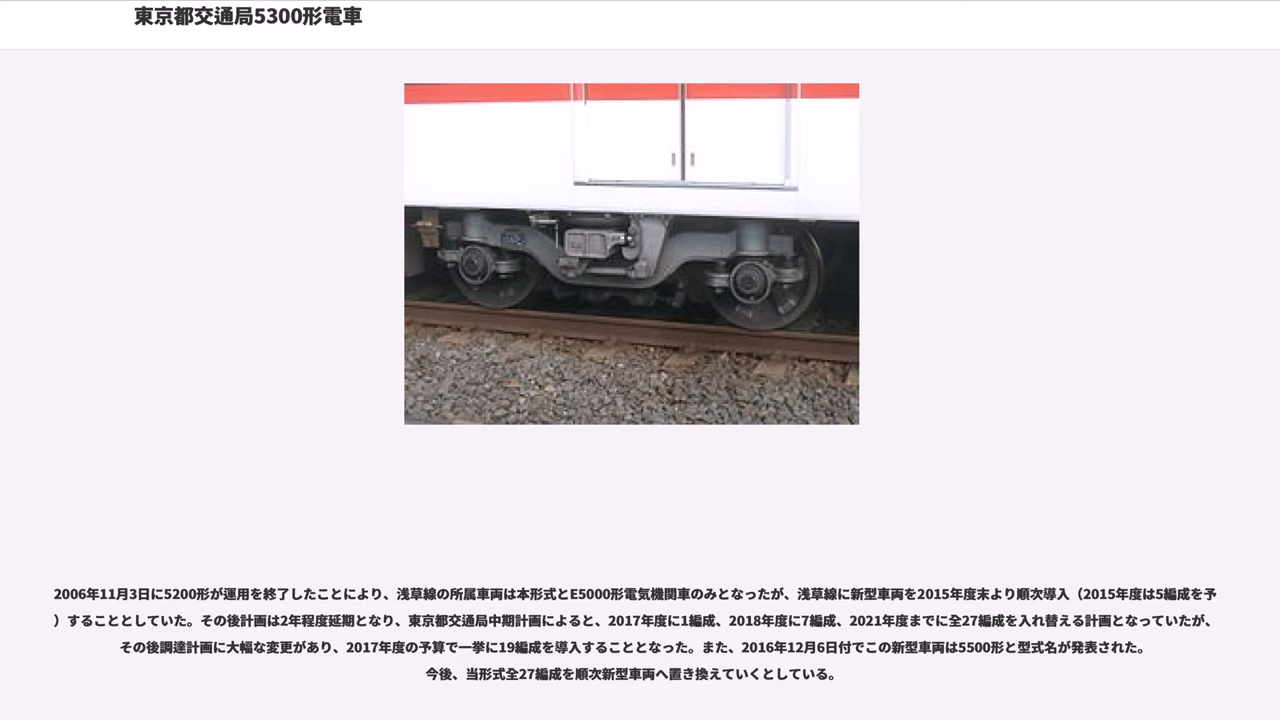 東京都交通局5300形電車
2006年11月3日に5200形が運用を終了したことにより、浅草線の所属車両は本形式とE5000形電気機関車のみとなったが、浅草線に新型車両を2015年度末より順次導入（2015年度は5編成を予
）することとしていた。その後計画は2年程度延期となり、東京都交通局中期計画によると、2017年度に1編成、2018年度に7編成、2021年度までに全27編成を入れ替える計画となっていたが、
その後調達計画に大幅な変更があり、2017年度の予算で一挙に19編成を導入することとなった。また、2016年12月6日付でこの新型車両は5500形と型式名が発表された。
今後、当形式全27編成を順次新型車両へ置き換えていくとしている。